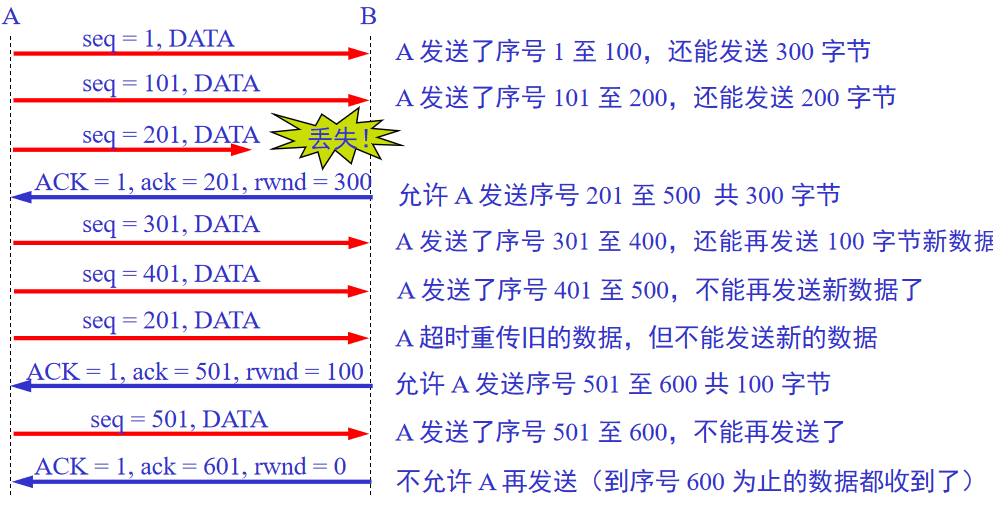 A B
seq = 1, DATA
A 发送了序号 1 至 100，还能发送 300 字节
seq = 101, DATA
A 发送了序号 101 至 200，还能发送 200 字节
seq = 201, DATA
丢失！
ACK = 1, ack = 201, rwnd = 300
允许 A 发送序号 201 至 500 共 300 字节
seq = 301, DATA
A 发送了序号 301 至 400，还能再发送 100 字节新数据
seq = 401, DATA
A 发送了序号 401 至 500，不能再发送新数据了
seq = 201, DATA
A 超时重传旧的数据，但不能发送新的数据
ACK = 1, ack = 501, rwnd = 100
允许 A 发送序号 501 至 600 共 100 字节
seq = 501, DATA
A 发送了序号 501 至 600，不能再发送了
ACK = 1, ack = 601, rwnd = 0
不允许 A 再发送（到序号 600 为止的数据都收到了）